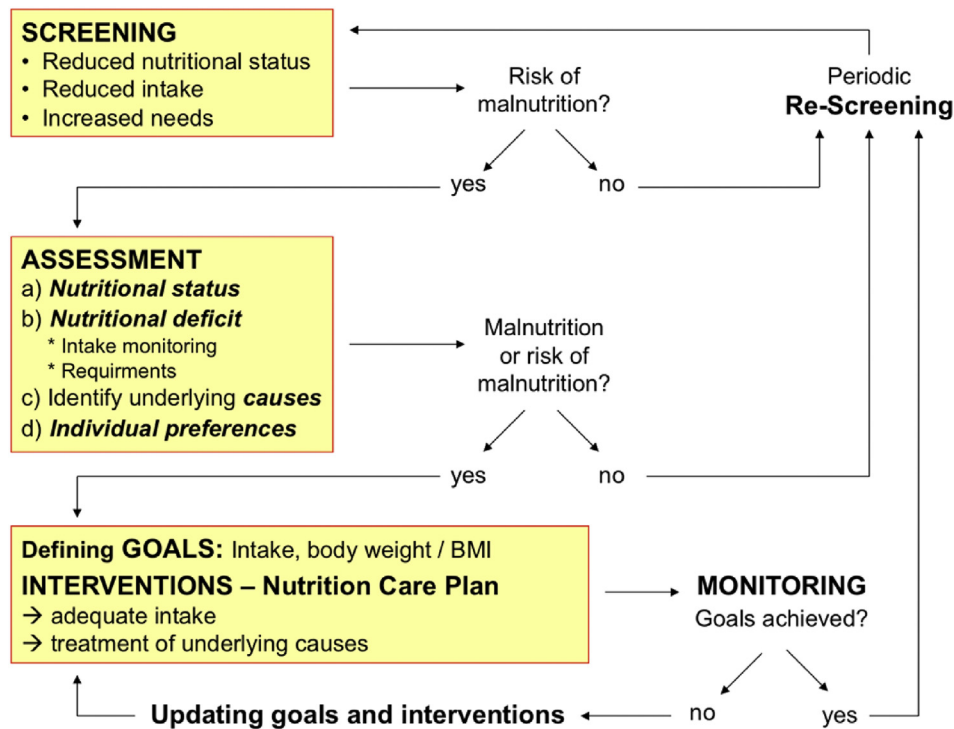 SCREENING
• Reduced nutritional status
• Reduced intake
• Increased needs
Risk of
malnutrition?
Periodic
Re-Screening
yes
no
ASSESSMENT
a) Nutritional status
b) Nutritional deficit
* Intake monitoring
* Requirments
c) Identify underlying causes
d) Individual preferences
Malnutrition
or risk of
malnutrition?
yes
no
Defining GOALS: Intake, body weight / BMI
INTERVENTIONS – Nutrition Care Plan
→ adequate intake
→ treatment of underlying causes
MONITORING
Goals achieved?
no
yes
Updating goals and interventions